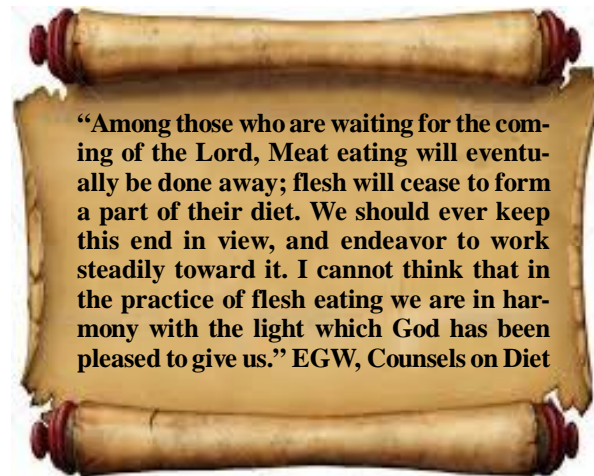 “Among those who are waiting for the com-
ing of the Lord, Meat eating will eventu-
ally be done away; flesh will cease to form
a part of their diet. We should ever keep
this end in view, and endeavor to work
steadily toward it. I cannot think that in
the practice of flesh eating we are in har-
mony with the light which God has been
pleased to give us.” EGW, Counsels on Diet